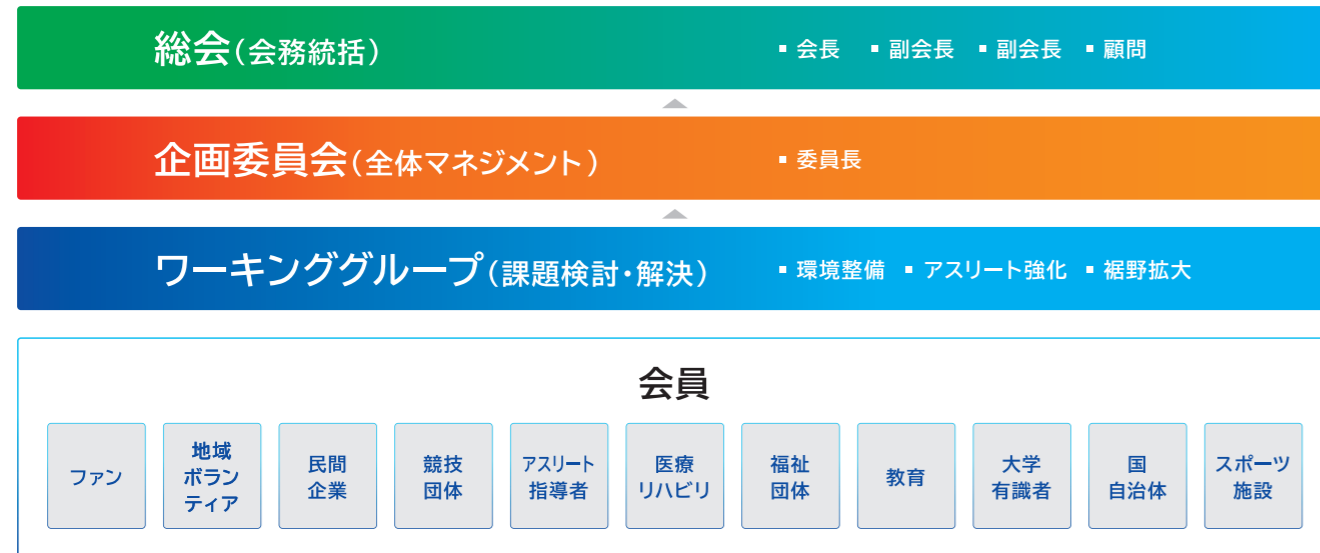 総会(会務統括) ▪ 会長 ▪ 副会長 ▪ 副会長 ▪ 顧問
企画委員会(全体マネジメント) ▪ 委員長
ワーキンググループ(課題検討・解決) ▪ 環境整備 ▪ アスリート強化 ▪ 裾野拡大
会員
ファン
地域
ボラン
ティア
民間
企業
競技
団体
アスリート
指導者
医療
リハビリ
福祉
団体
教育
大学
有識者
国
自治体
スポーツ
施設